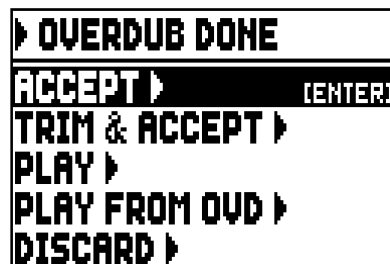 OVERDUB DONE
ACCEPT [ENTER]
TRIM & ACCEPT
PLAY
PLAY FROM OVD
DISCARD